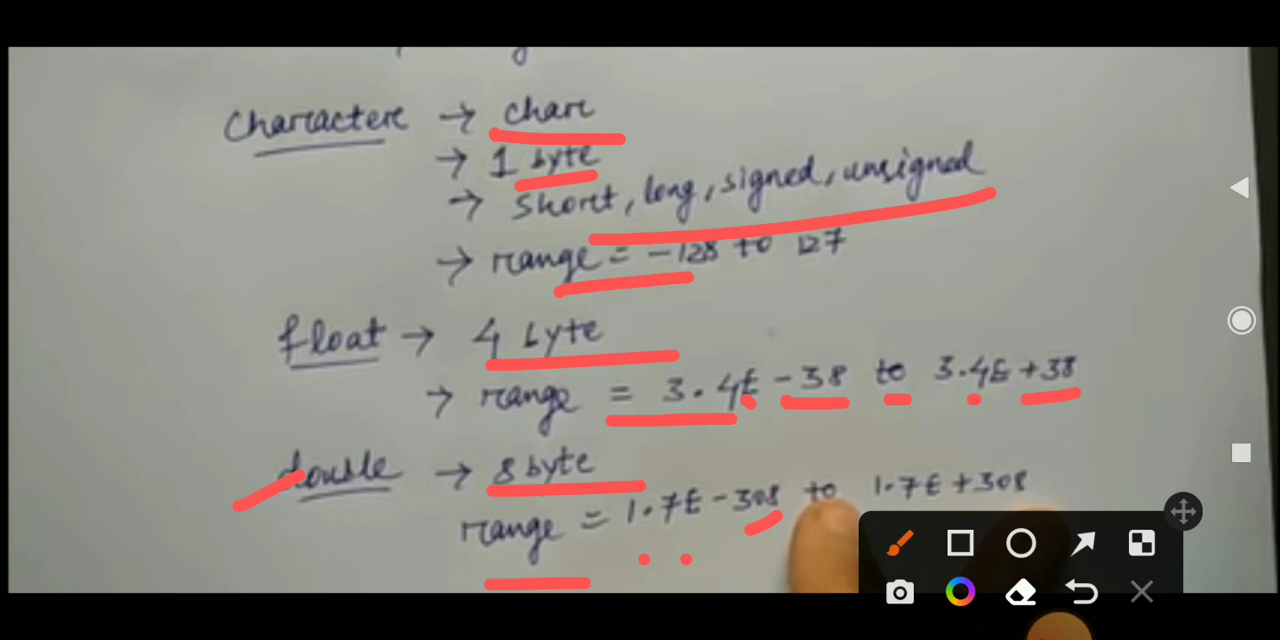 Character → char
→ 1 byte
→ short, long, signed, unsigned
→ range = -128 to 127
float → 4 byte
→ range = 3.4E -38 to 3.4E +38
double → 8 byte
range = 1.7E -308 to 1.7E +308